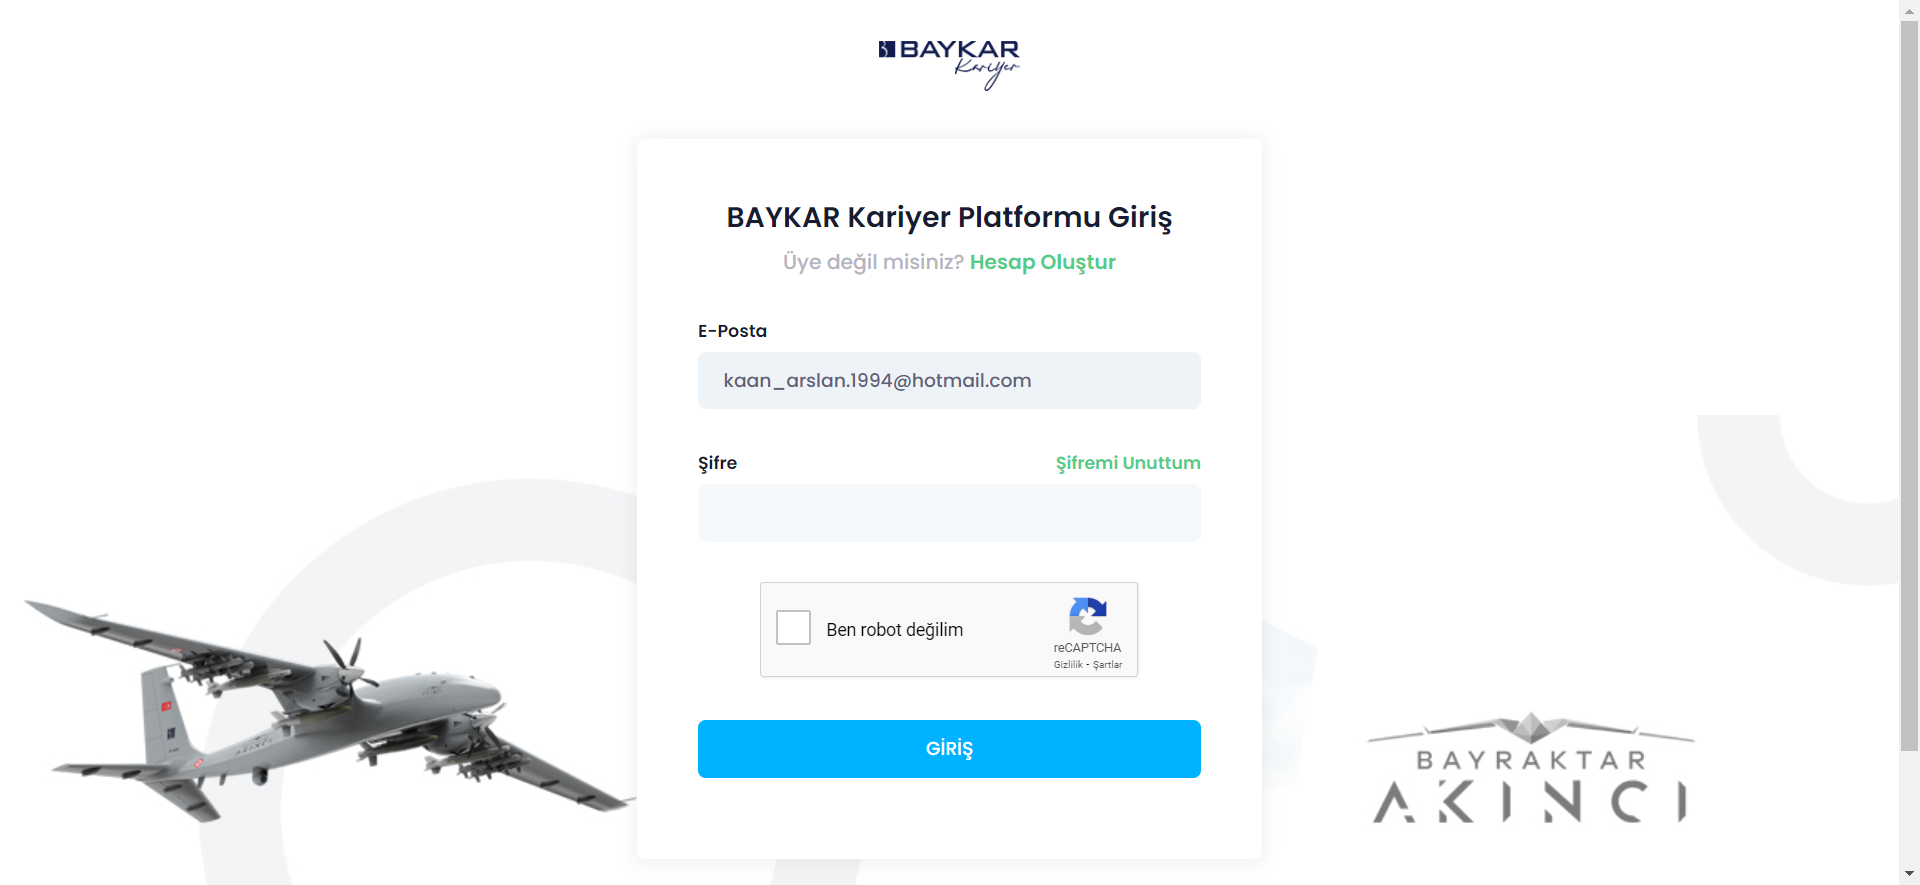 BAYKAR
Kariyer
BAYKAR Kariyer Platformu Giriş
Üye değil misiniz? Hesap Oluştur
E-Posta
kaan_arslan.1994@hotmail.com
Şifre Şifremi Unuttum
Ben robot değilim
reCAPTCHA
Gizlilik - Şartlar
GİRİŞ
AKINCI
BAYRAKTAR
AKINCI